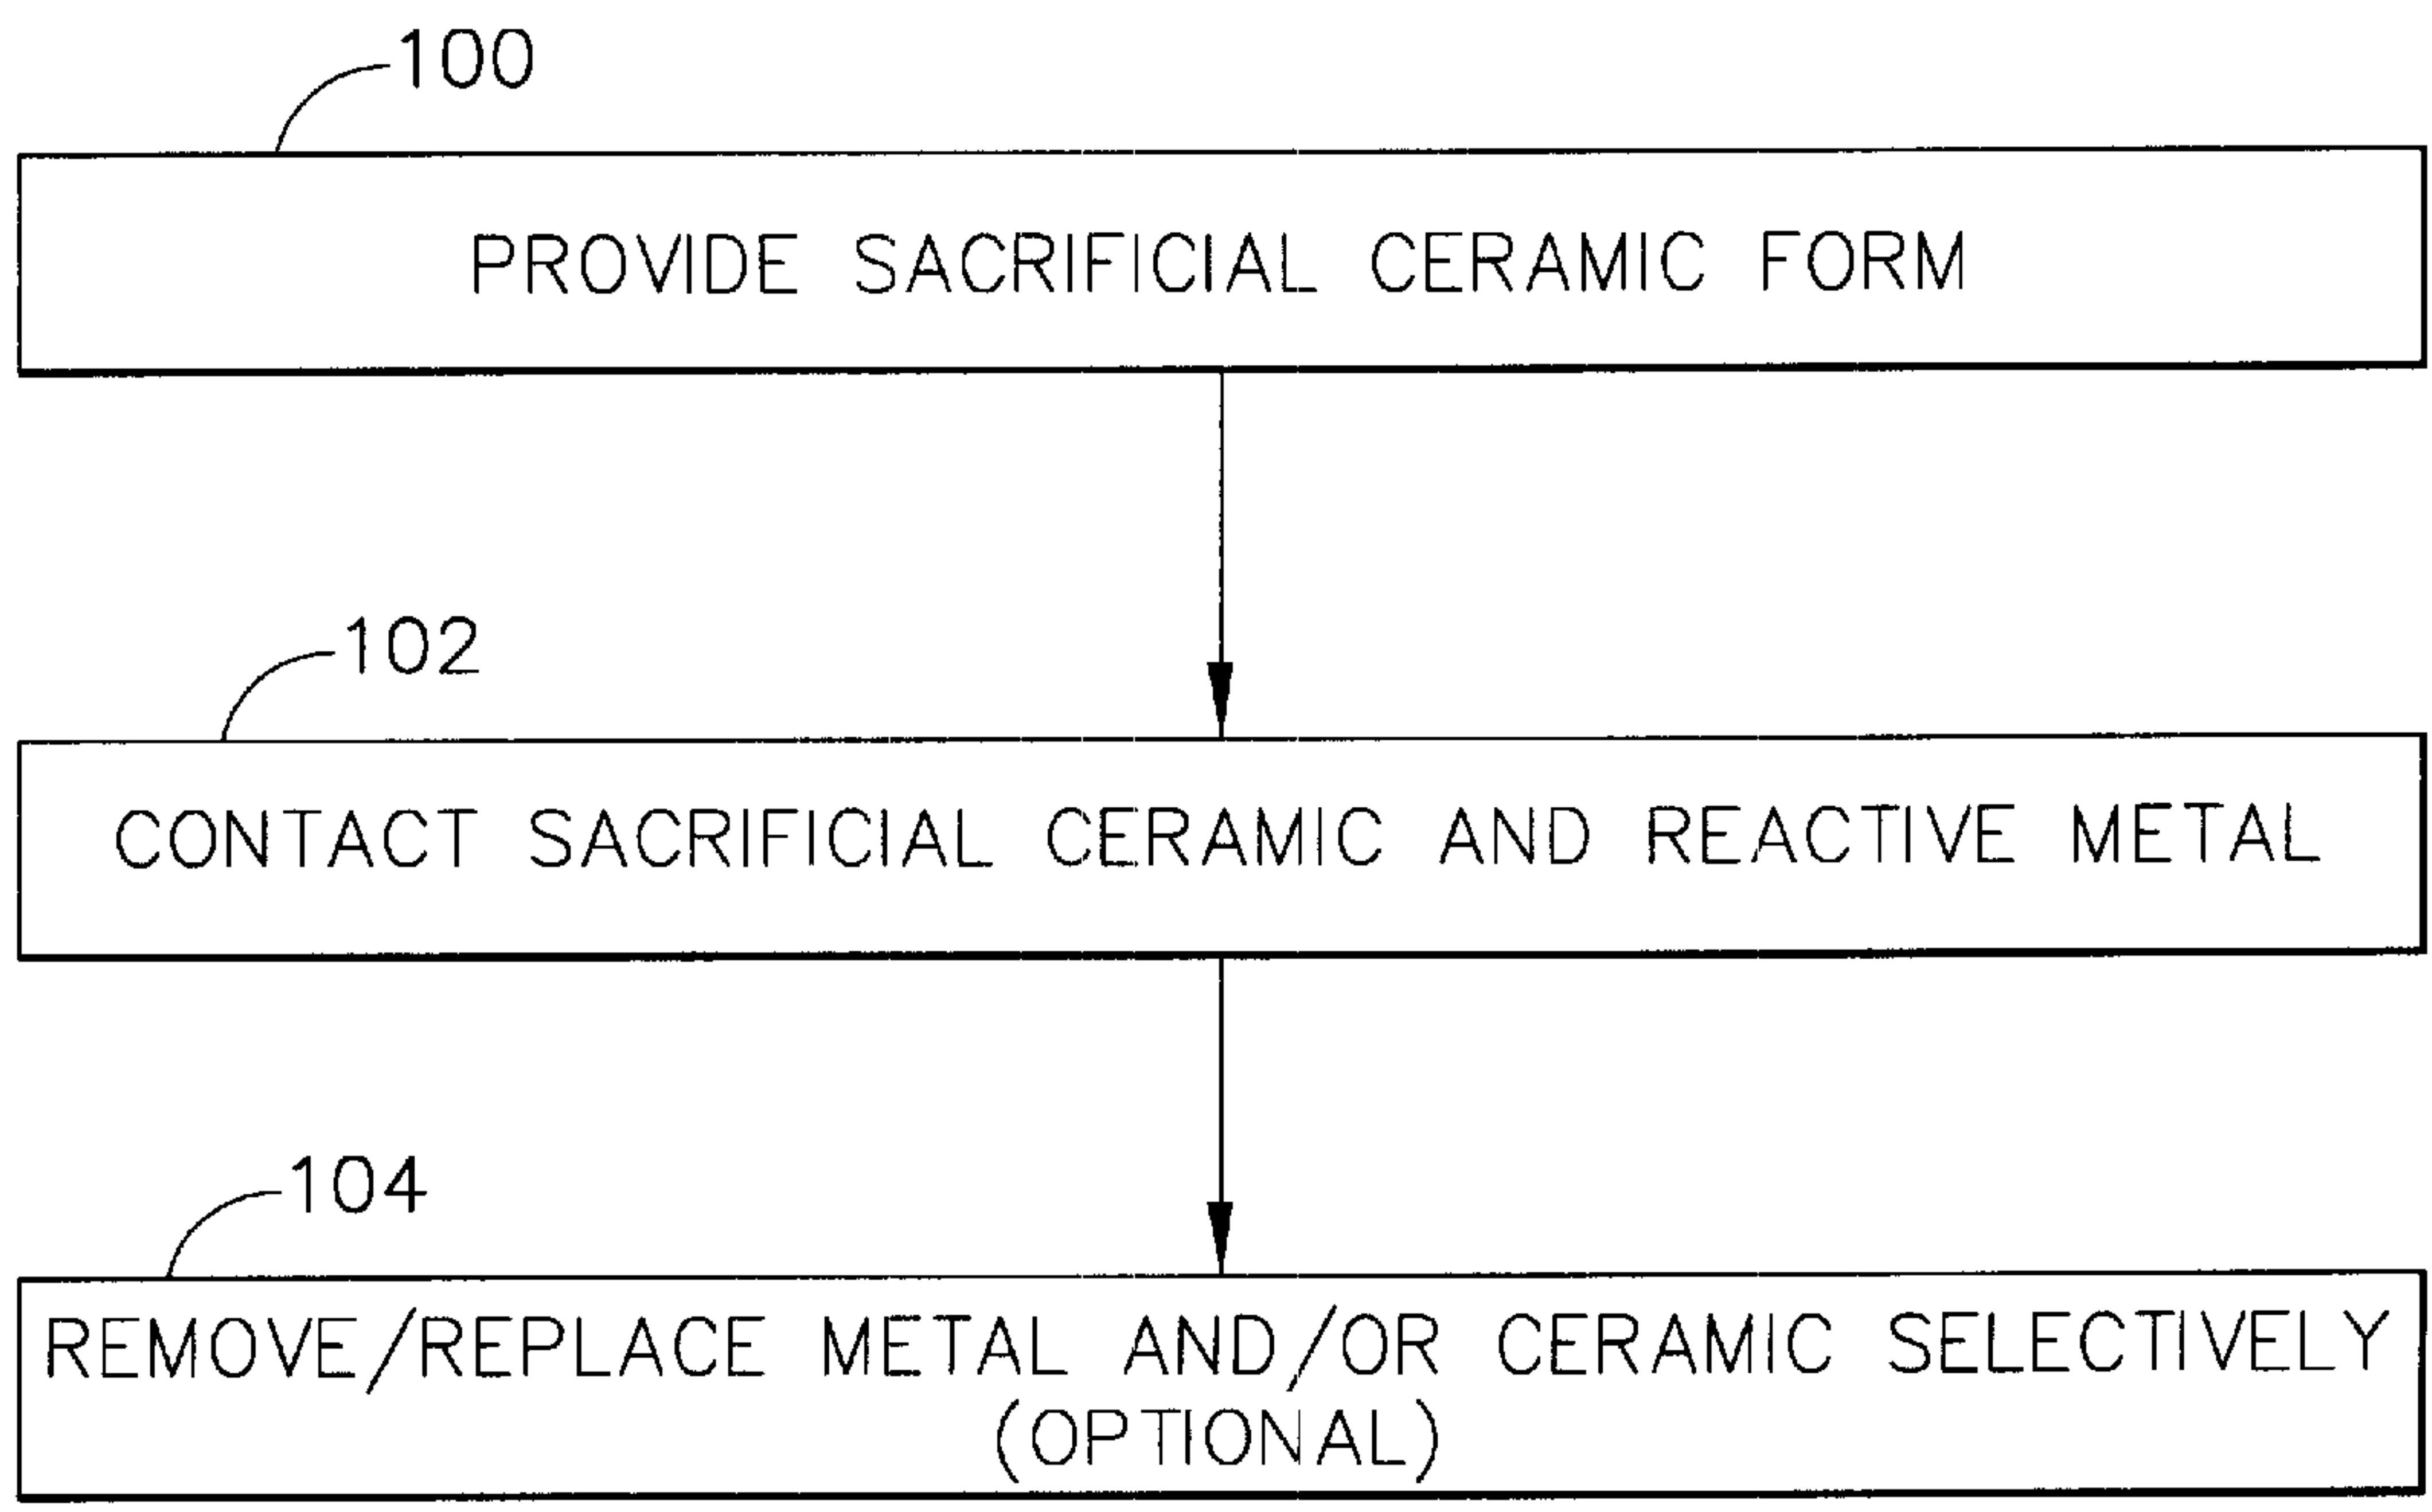 100
PROVIDE SACRIFICIAL CERAMIC FORM
102
CONTACT SACRIFICIAL CERAMIC AND REACTIVE METAL
104
REMOVE/REPLACE METAL AND/OR CERAMIC SELECTIVELY
(OPTIONAL)